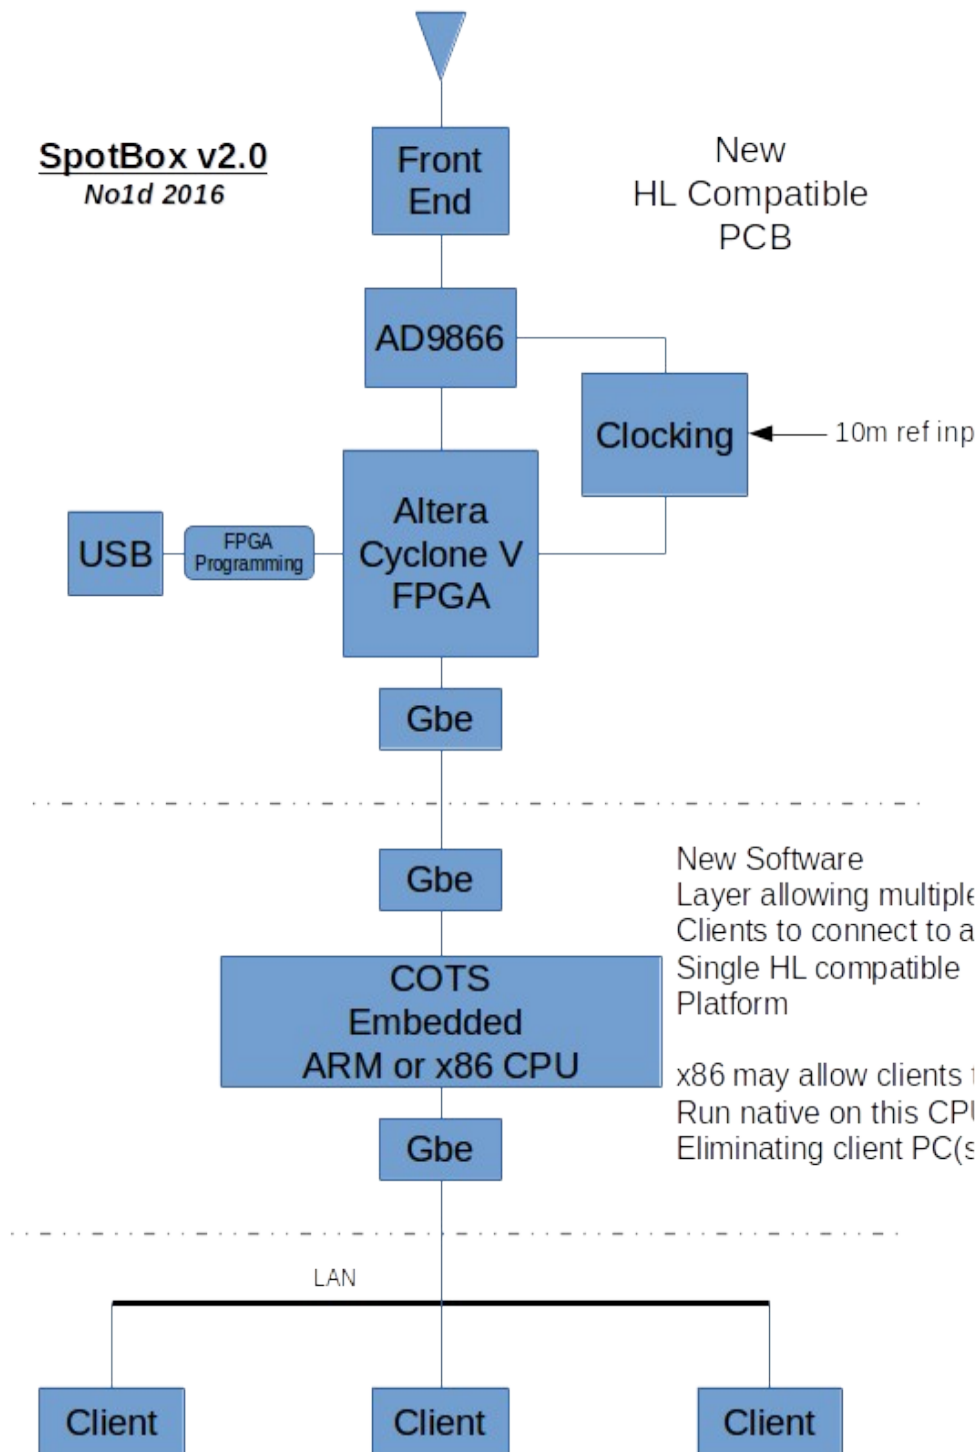 SpotBox v2.0
No1d 2016
Front
End
New
HL Compatible
PCB
AD9866
Clocking
10m ref inp
Altera
Cyclone V
FPGA
USB
FPGA
Programming
Gbe
Gbe
New Software
Layer allowing multiple
Clients to connect to a
Single HL compatible
Platform
COTS
Embedded
ARM or x86 CPU
x86 may allow clients
Run native on this CPU
Eliminating client PC(s
Gbe
LAN
Client
Client
Client